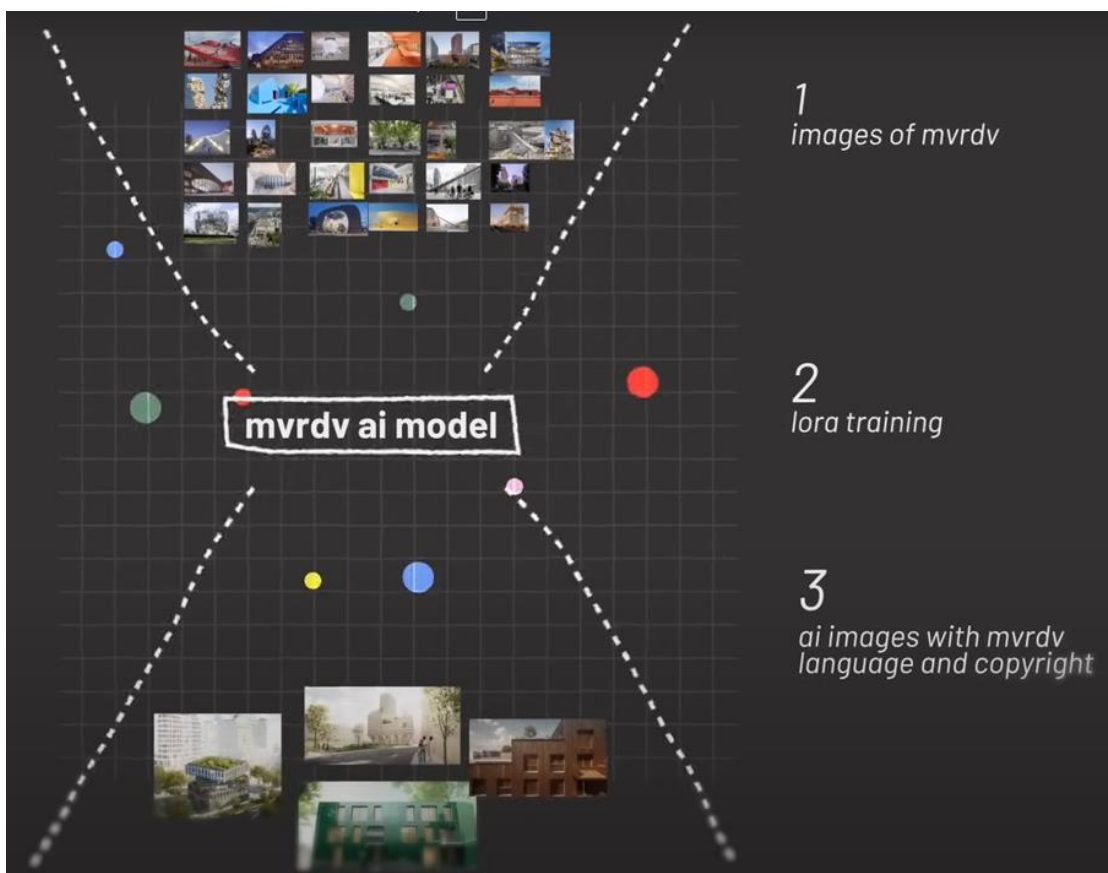 1
images of mvrdv
mvrdv ai model
2
lora training
3
ai images with mvrdv
language and copyright